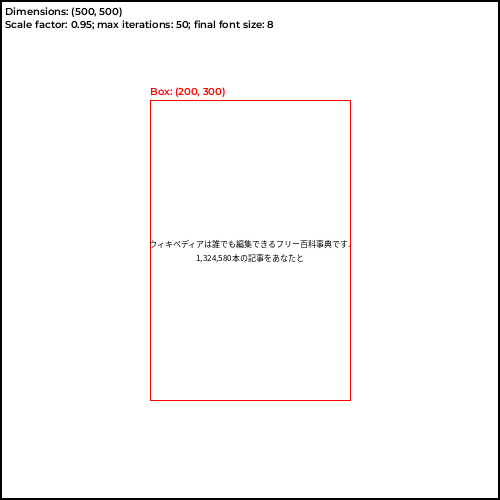 Dimensions: (500, 500)
Scale factor: 0.95; max iterations: 50; final font size: 8
Box: (200, 300)
ウィキペディアは誰でも編集できるフリー百科事典です.
1,324,580本の記事をあなたと